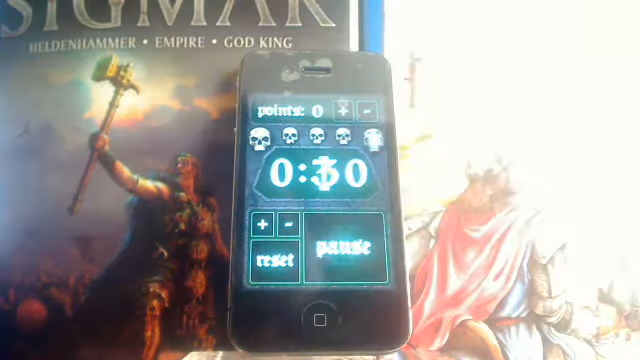 SIGMAR
HELDENHAMMER • EMPIRE • GOD KING
points: 0 + -
0:30
+ -
reset
pause